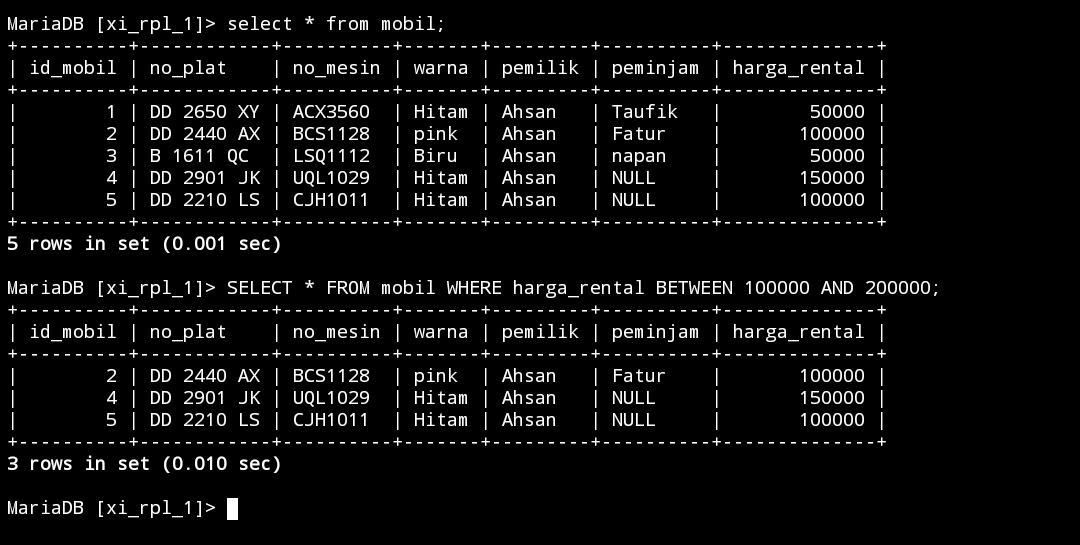 MariaDB [xi_rpl_1]> select * from mobil;
+----------+------------+----------+-------+---------+----------+--------------+
| id_mobil | no_plat    | no_mesin | warna | pemilik | peminjam | harga_rental |
+----------+------------+----------+-------+---------+----------+--------------+
|        1 | DD 2650 XY | ACX3560  | Hitam | Ahsan   | Taufik   |        50000 |
|        2 | DD 2440 AX | BCS1128  | pink  | Ahsan   | Fatur    |       100000 |
|        3 | B 1611 QC  | LSQ1112  | Biru  | Ahsan   | napan    |        50000 |
|        4 | DD 2901 JK | UQL1029  | Hitam | Ahsan   | NULL     |       150000 |
|        5 | DD 2210 LS | CJH1011  | Hitam | Ahsan   | NULL     |       100000 |
+----------+------------+----------+-------+---------+----------+--------------+
5 rows in set (0.001 sec)
MariaDB [xi_rpl_1]> SELECT * FROM mobil WHERE harga_rental BETWEEN 100000 AND 200000;
+----------+------------+----------+-------+---------+----------+--------------+
| id_mobil | no_plat    | no_mesin | warna | pemilik | peminjam | harga_rental |
+----------+------------+----------+-------+---------+----------+--------------+
|        2 | DD 2440 AX | BCS1128  | pink  | Ahsan   | Fatur    |       100000 |
|        4 | DD 2901 JK | UQL1029  | Hitam | Ahsan   | NULL     |       150000 |
|        5 | DD 2210 LS | CJH1011  | Hitam | Ahsan   | NULL     |       100000 |
+----------+------------+----------+-------+---------+----------+--------------+
3 rows in set (0.010 sec)
MariaDB [xi_rpl_1]>